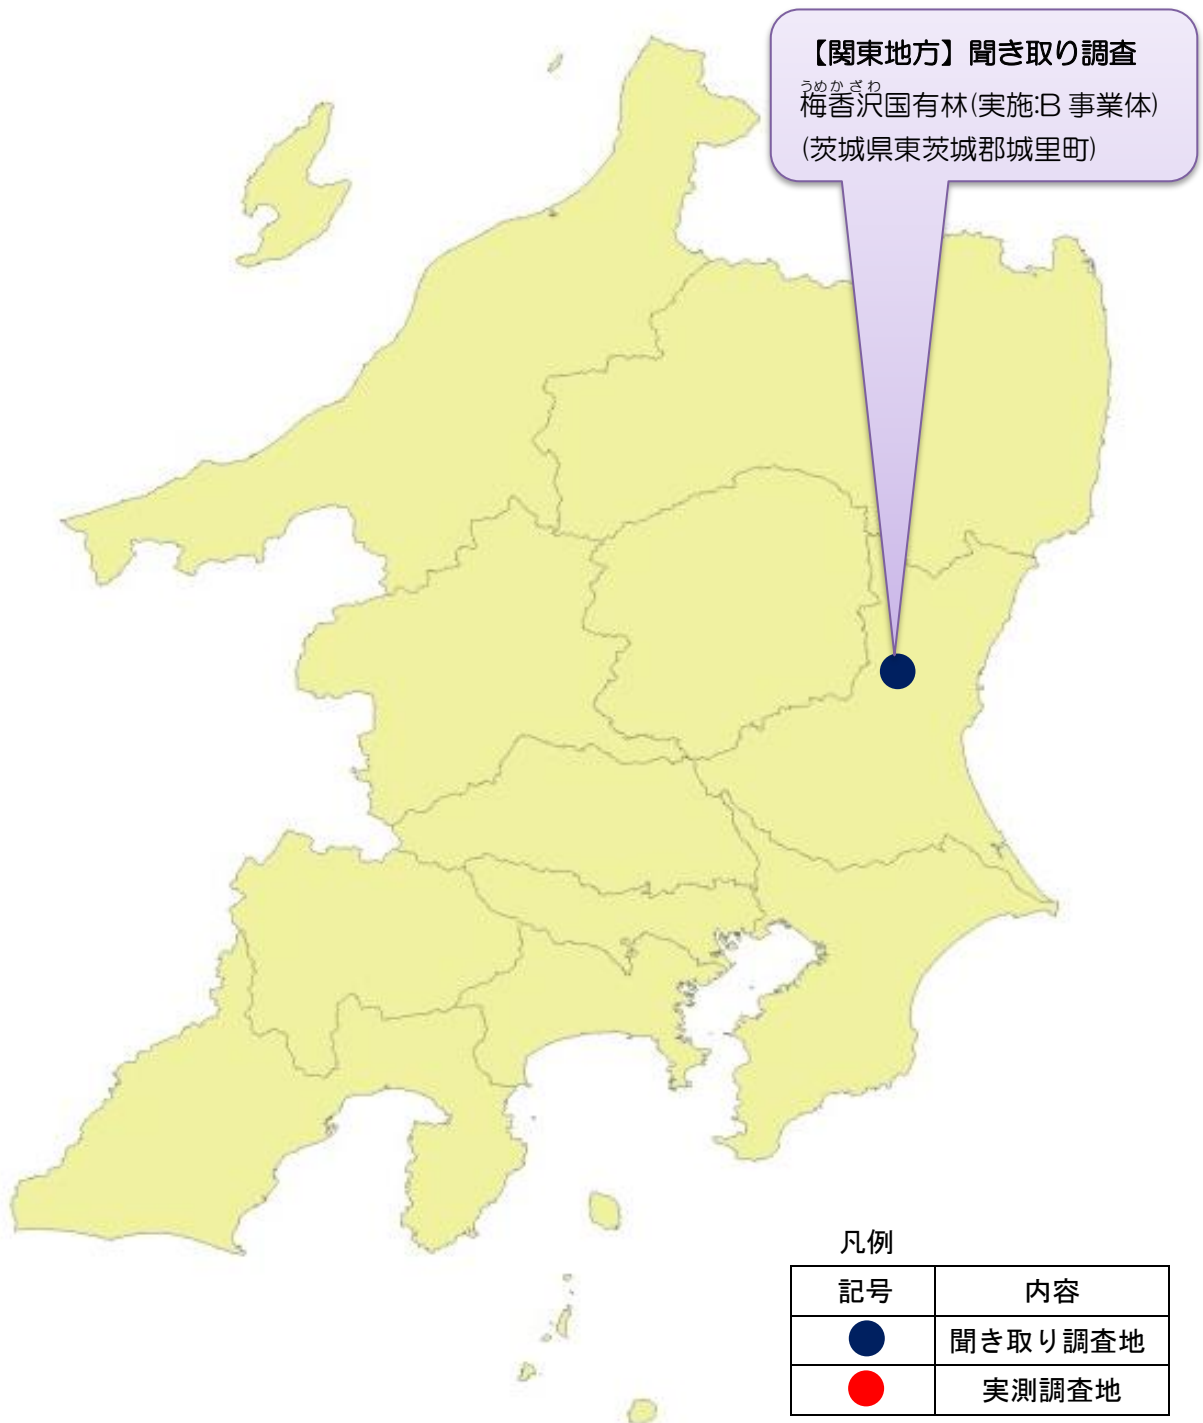 【関東地方】聞き取り調査
うめかざわ
梅香沢国有林(実施:B 事業体)
(茨城県東茨城郡城里町)
凡例
記号 内容
聞き取り調査地
実測調査地